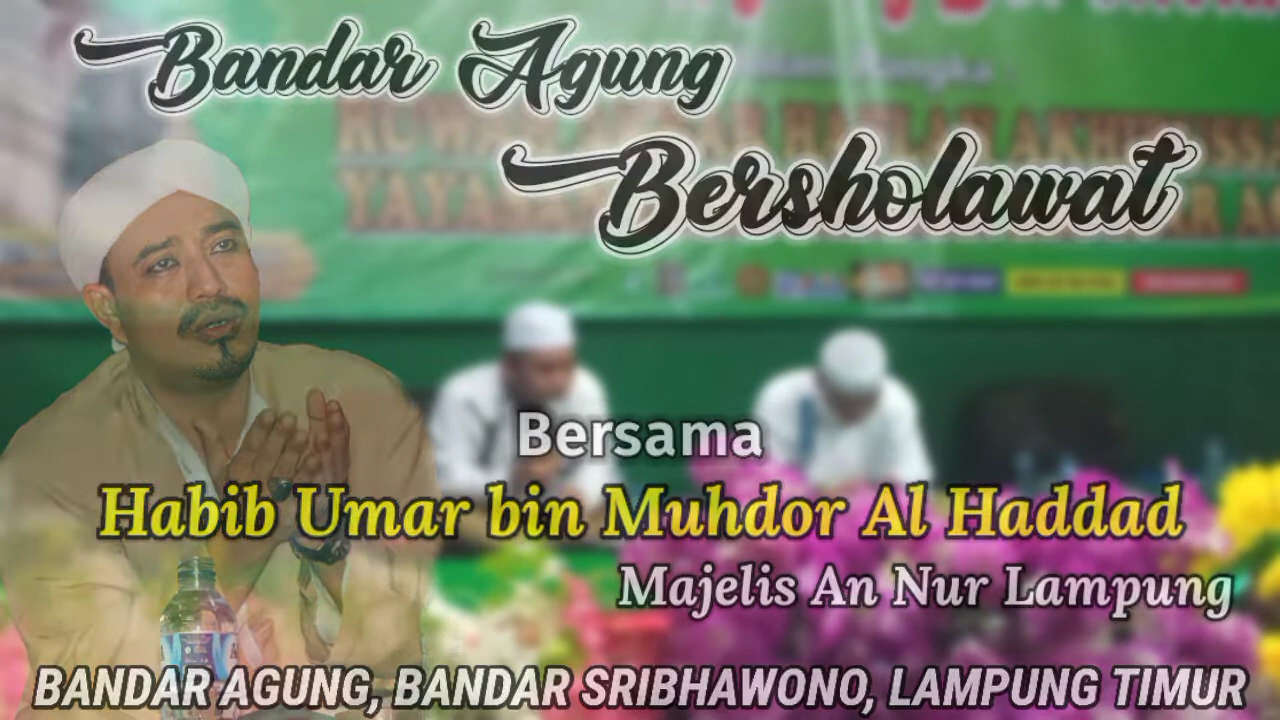 Bandar Agung
Bersholawat
Bersama
Habib Umar bin Muhdor Al Haddad
Majelis An Nur Lampung
BANDAR AGUNG, BANDAR SRIBHAWONO, LAMPUNG TIMUR